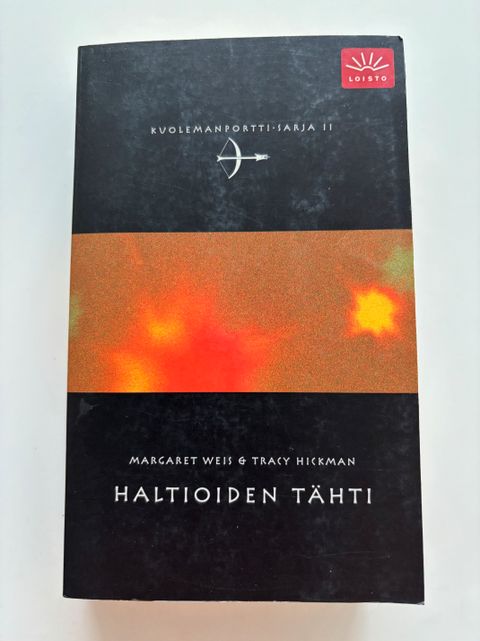 LOISTO
KUOLEMANPORTTI-SARJA II
MARGARET WEIS & TRACY HICKMAN
HALTIOIDEN TÄHTI